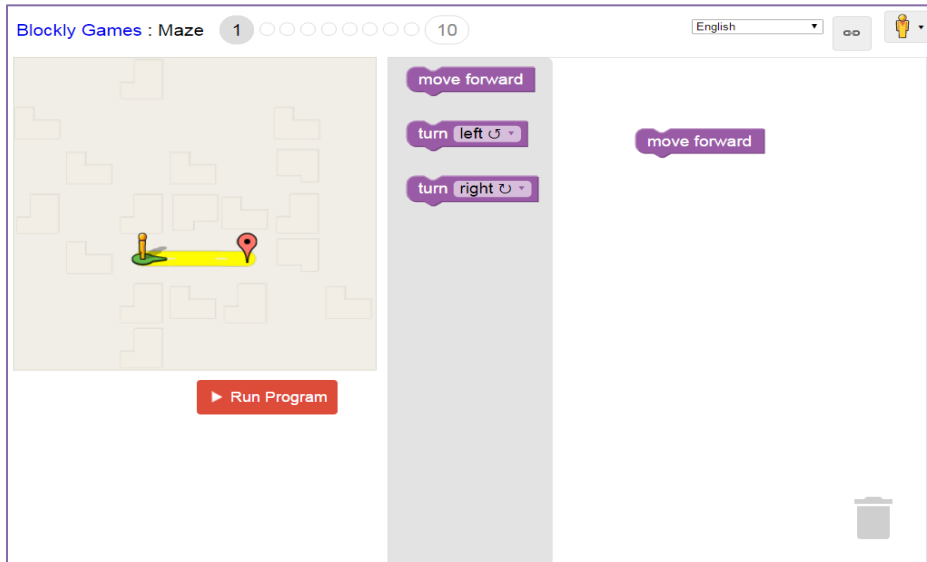 Blockly Games : Maze 1 10 English
move forward
turn left ↺
turn right ↻
move forward
Run Program